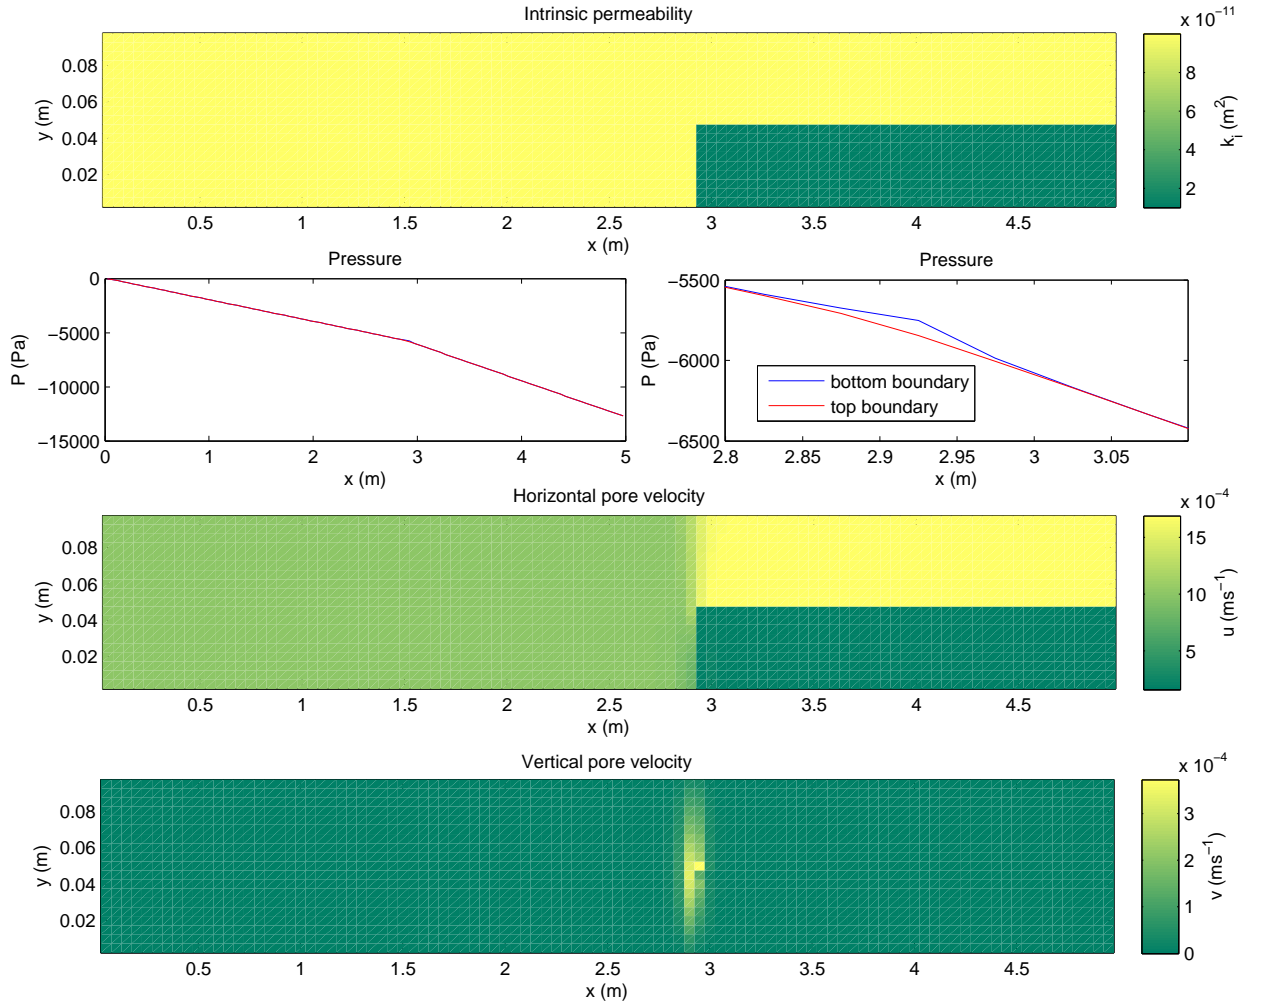 Intrinsic permeability
x 10−11
y (m)
0.08
0.06
0.04
0.02
0.5 1 1.5 2 2.5 3 3.5 4 4.5
x (m)
8
6
4
2
ki (m2)
Pressure
P (Pa)
0
−5000
−10000
−15000
0 1 2 3 4 5
x (m)
Pressure
P (Pa)
−5500
−6000
−6500
bottom boundary
top boundary
2.8 2.85 2.9 2.95 3 3.05
x (m)
Horizontal pore velocity
x 10−4
y (m)
0.08
0.06
0.04
0.02
0.5 1 1.5 2 2.5 3 3.5 4 4.5
x (m)
15
10
5
u (ms−1)
Vertical pore velocity
x 10−4
y (m)
0.08
0.06
0.04
0.02
0.5 1 1.5 2 2.5 3 3.5 4 4.5
x (m)
3
2
1
0
v (ms−1)